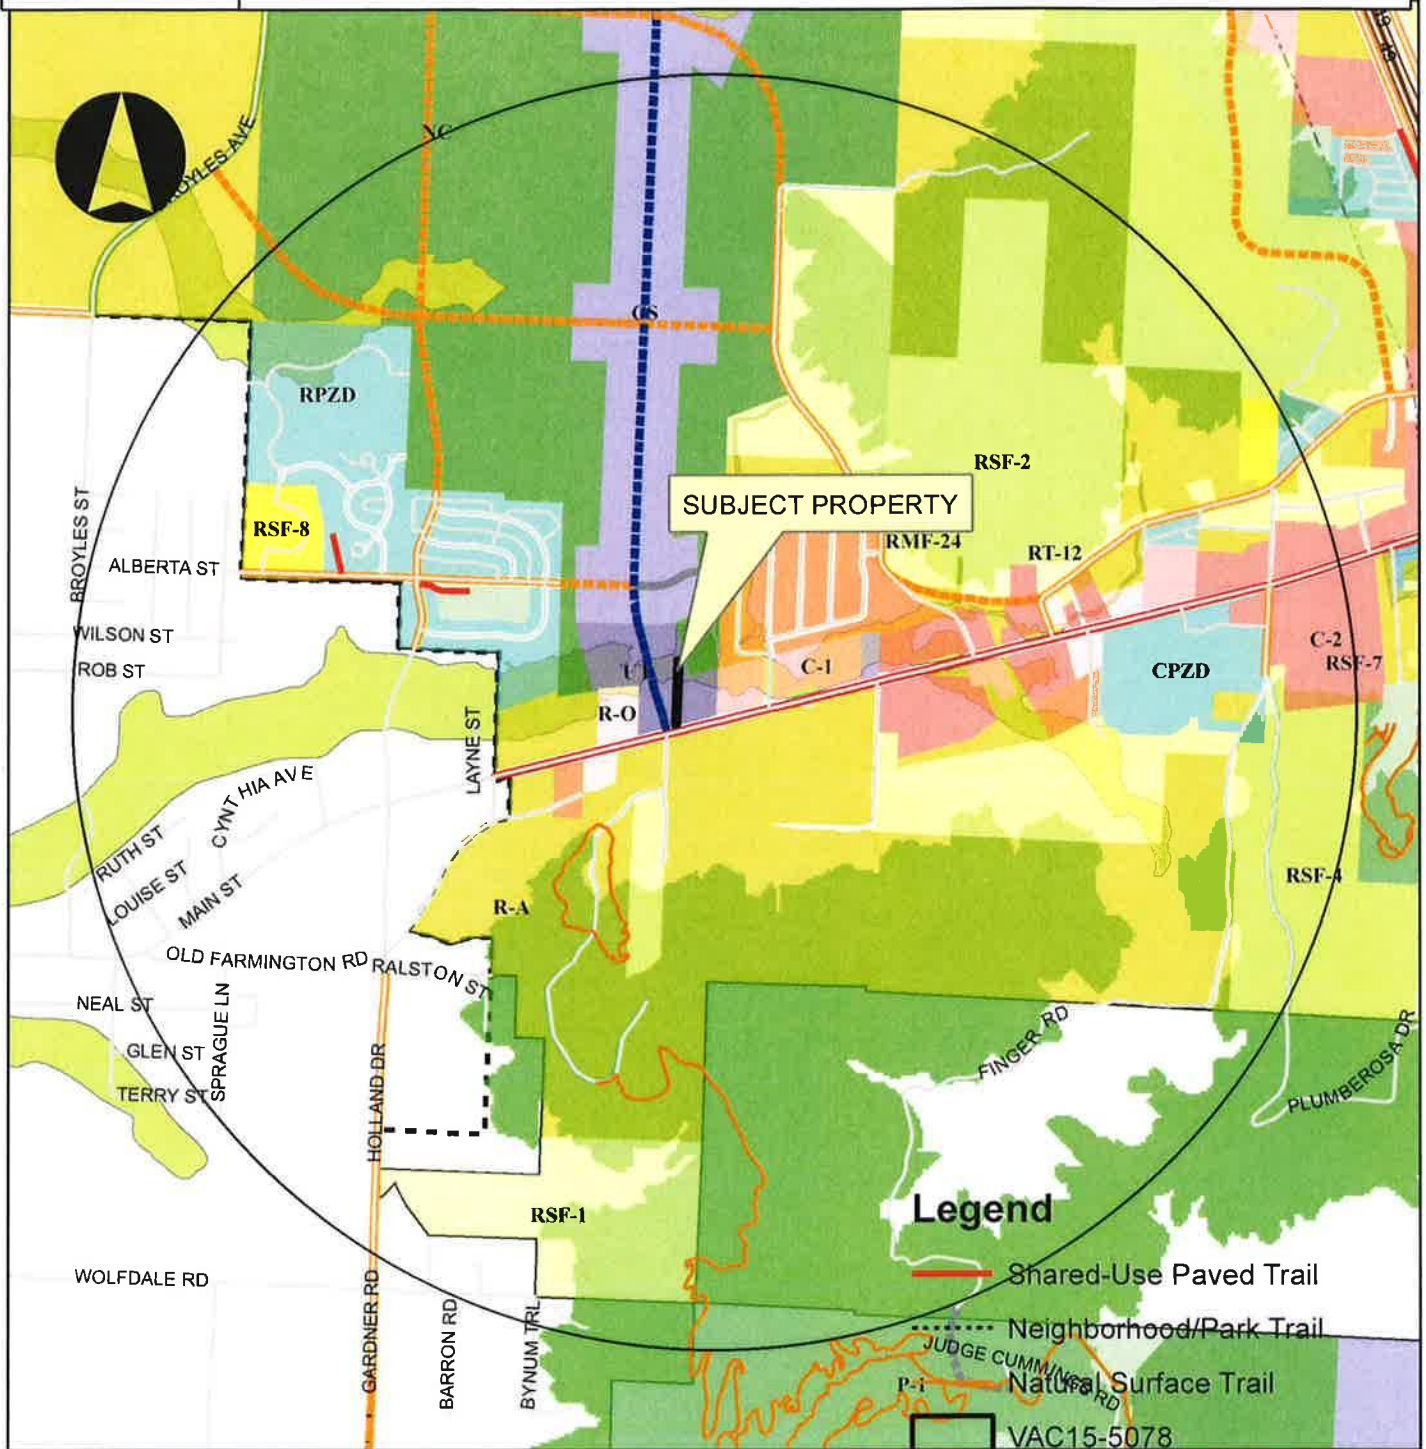 49 49
NC
BROYLES AVE
CS
RPZD
RSF-2
SUBJECT PROPERTY
RSF-8
RMF-24
RT-12
BROYLES ST
ALBERTA ST
WILSON ST
ROB ST
C-1
CPZD
C-2
RSF-7
R-O
LAYNE ST
CYNTHIA AVE
RUTH ST
LOUISE ST
MAIN ST
R-A
RSF-4
OLD FARMINGTON RD
RALSTON ST
NEAL ST
SPRAGUE LN
GLEN ST
TERRY ST
HOLLAND DR
FINGER RD
PLUMBEROSA DR
RSF-1
Legend
WOLFDALE RD
Shared-Use Paved Trail
GARDNER RD
BARRON RD
BYNUM TRL
Neighborhood/Park Trail
JUDGE CUMMINGS RD
P-1
Natural Surface Trail
VAC15-5078